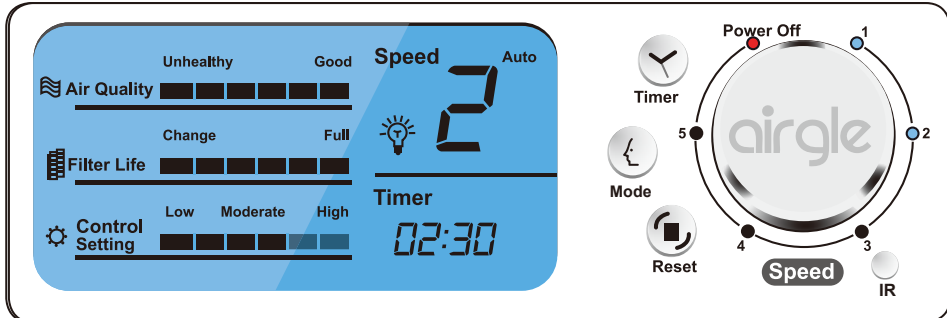 Unhealthy Good
Air Quality
Change Full
Filter Life
Low Moderate High
Control
Setting
Speed
Auto
2
Timer
02:30
Timer
Mode
Reset
Power Off
1
2
3
4
5
airgle
Speed
IR